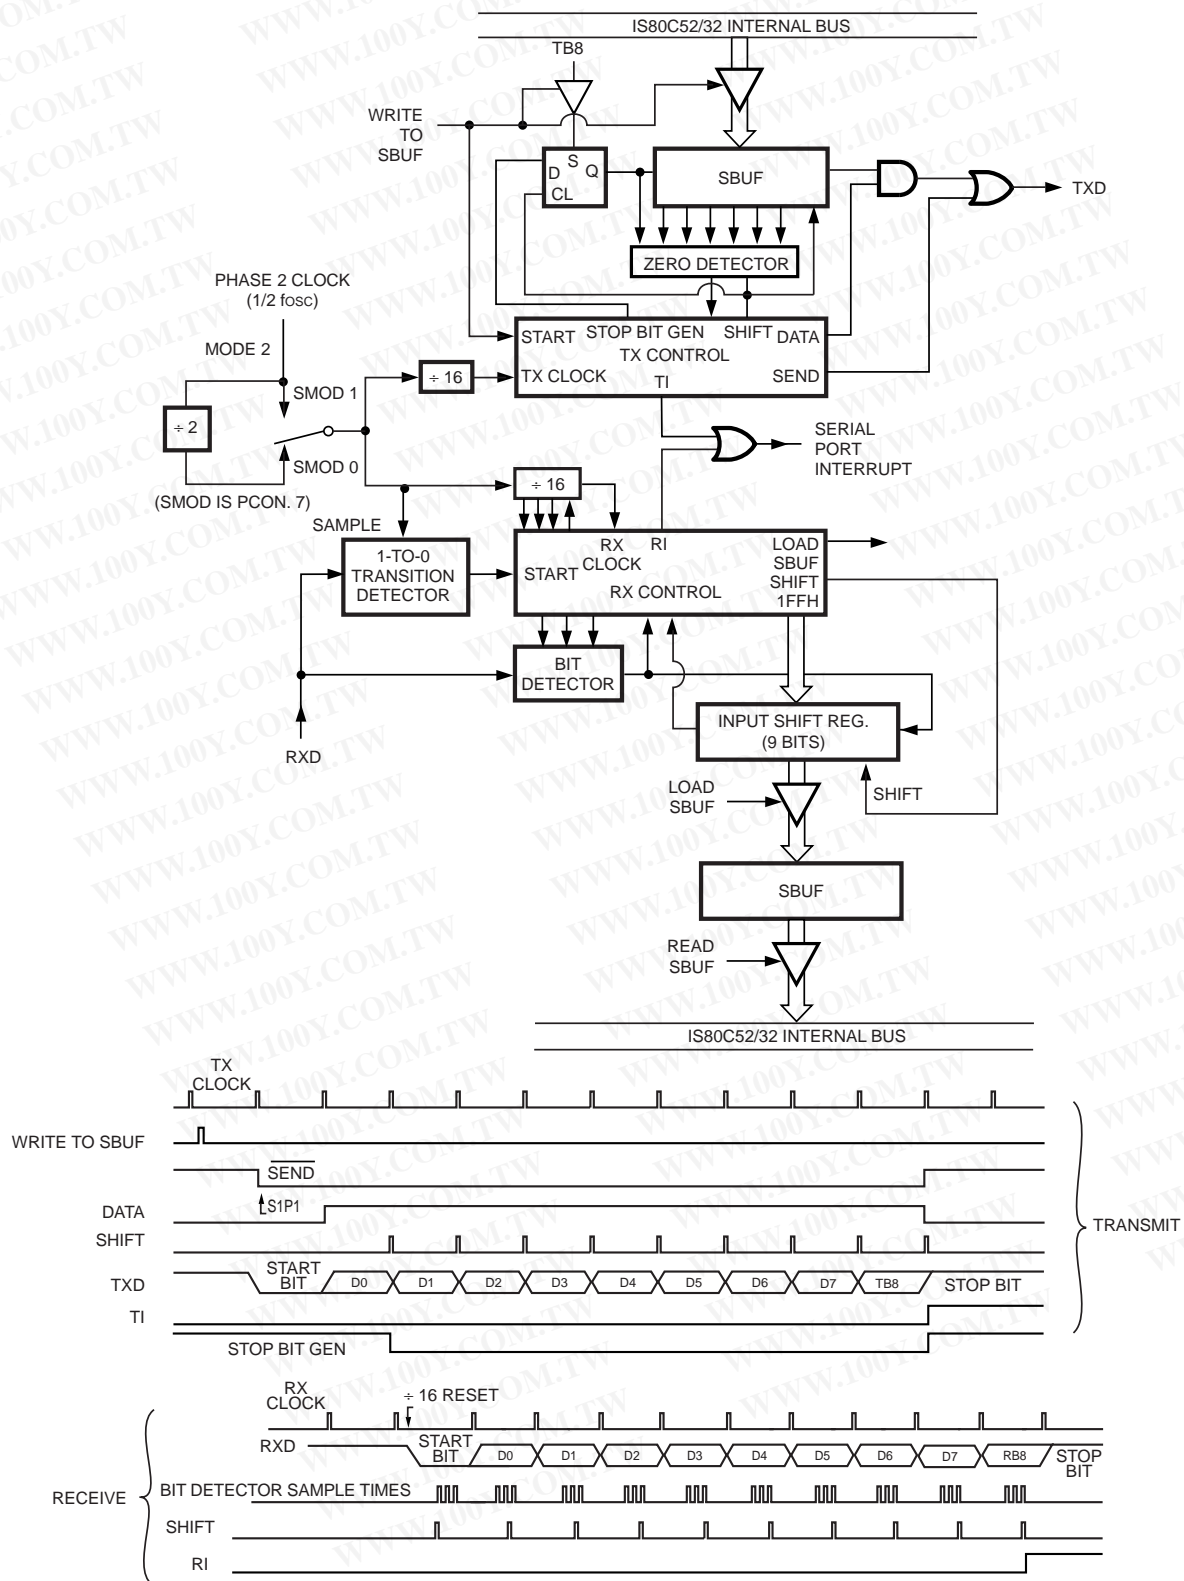 IS80C52/32 INTERNAL BUS
TB8
WRITE
TO
SBUF
D S Q
CL
SBUF
TXD
ZERO DETECTOR
PHASE 2 CLOCK
(1/2 fOSC)
MODE 2
START STOP BIT GEN SHIFT DATA
TX CONTROL
TX CLOCK TI SEND
÷ 16
SMOD 1
÷ 2
SMOD 0
(SMOD IS PCON. 7)
SERIAL
PORT
INTERRUPT
÷ 16
SAMPLE
1-TO-0
TRANSITION
DETECTOR
RX
CLOCK
RI
LOAD
SBUF
START
RX CONTROL
SHIFT
1FFH
BIT
DETECTOR
INPUT SHIFT REG.
(9 BITS)
RXD
LOAD
SBUF
SHIFT
SBUF
READ
SBUF
IS80C52/32 INTERNAL BUS
TX
CLOCK
WRITE TO SBUF
SEND
S1P1
DATA
SHIFT
TRANSMIT
TXD START BIT D0 D1 D2 D3 D4 D5 D6 D7 TB8 STOP BIT
TI
STOP BIT GEN
RX
CLOCK
÷ 16 RESET
RXD START BIT D0 D1 D2 D3 D4 D5 D6 D7 RB8 STOP BIT
RECEIVE
BIT DETECTOR SAMPLE TIMES
SHIFT
RI
WWW.100Y.COM.TW